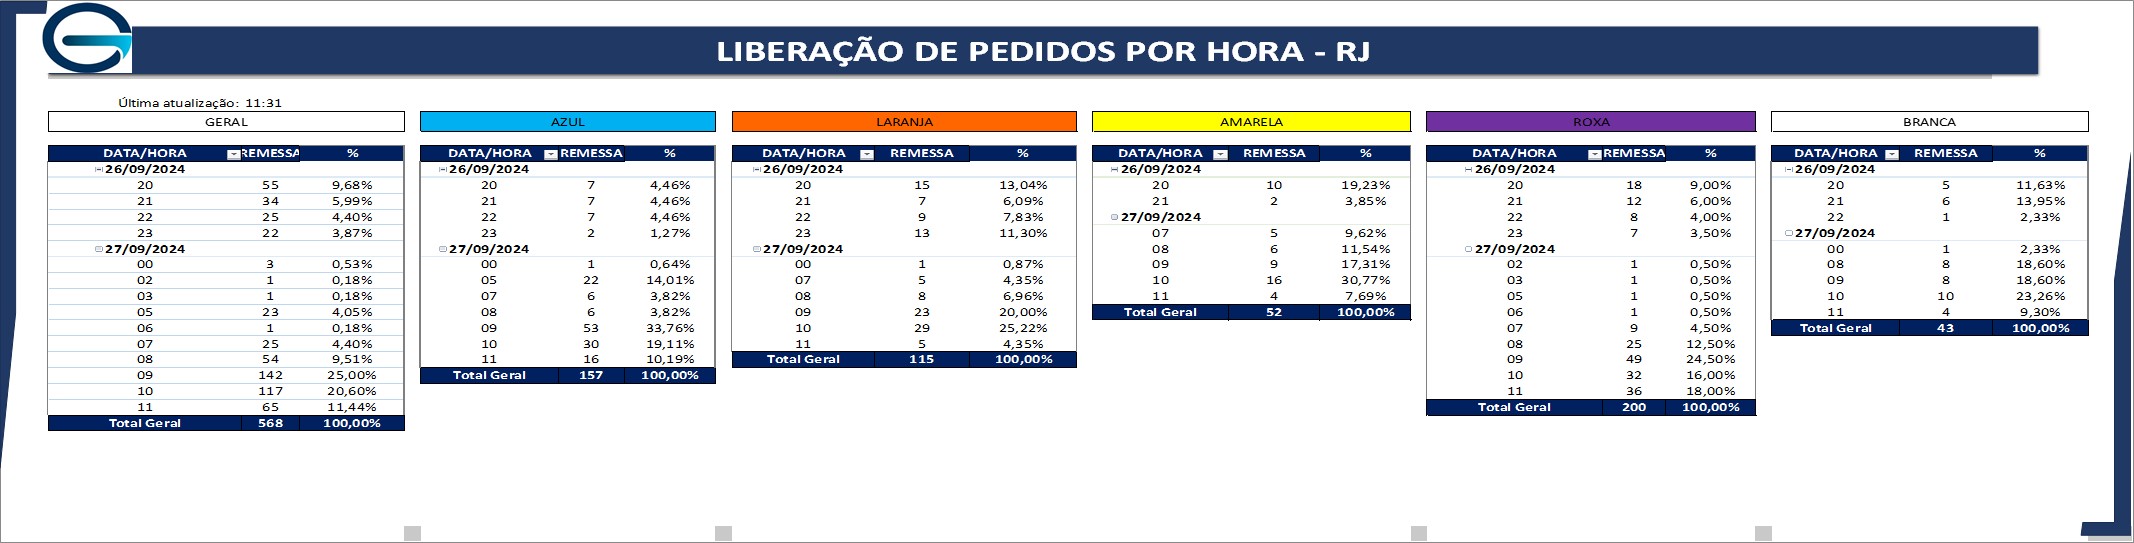 LIBERAÇÃO DE PEDIDOS POR HORA - RJ
Última atualização: 11:31
GERAL
DATA/HORA REMESSA %
26/09/2024
20 55 9,68%
21 34 5,99%
22 25 4,40%
23 22 3,87%
27/09/2024
00 3 0,53%
02 1 0,18%
03 1 0,18%
05 23 4,05%
06 1 0,18%
07 25 4,40%
08 54 9,51%
09 142 25,00%
10 117 20,60%
11 65 11,44%
Total Geral 568 100,00%
AZUL
DATA/HORA REMESSA %
26/09/2024
20 7 4,46%
21 7 4,46%
22 7 4,46%
23 2 1,27%
27/09/2024
00 1 0,64%
05 22 14,01%
07 6 3,82%
08 6 3,82%
09 53 33,76%
10 30 19,11%
11 16 10,19%
Total Geral 157 100,00%
LARANJA
DATA/HORA REMESSA %
26/09/2024
20 15 13,04%
21 7 6,09%
22 9 7,83%
23 13 11,30%
27/09/2024
00 1 0,87%
07 5 4,35%
08 8 6,96%
09 23 20,00%
10 29 25,22%
11 5 4,35%
Total Geral 115 100,00%
AMARELA
DATA/HORA REMESSA %
26/09/2024
20 10 19,23%
21 2 3,85%
27/09/2024
07 5 9,62%
08 6 11,54%
09 9 17,31%
10 16 30,77%
11 4 7,69%
Total Geral 52 100,00%
ROXA
DATA/HORA REMESSA %
26/09/2024
20 18 9,00%
21 12 6,00%
22 8 4,00%
23 7 3,50%
27/09/2024
02 1 0,50%
03 1 0,50%
05 1 0,50%
06 1 0,50%
07 9 4,50%
08 25 12,50%
09 49 24,50%
10 32 16,00%
11 36 18,00%
Total Geral 200 100,00%
BRANCA
DATA/HORA REMESSA %
26/09/2024
20 5 11,63%
21 6 13,95%
22 1 2,33%
27/09/2024
00 1 2,33%
08 8 18,60%
09 8 18,60%
10 10 23,26%
11 4 9,30%
Total Geral 43 100,00%